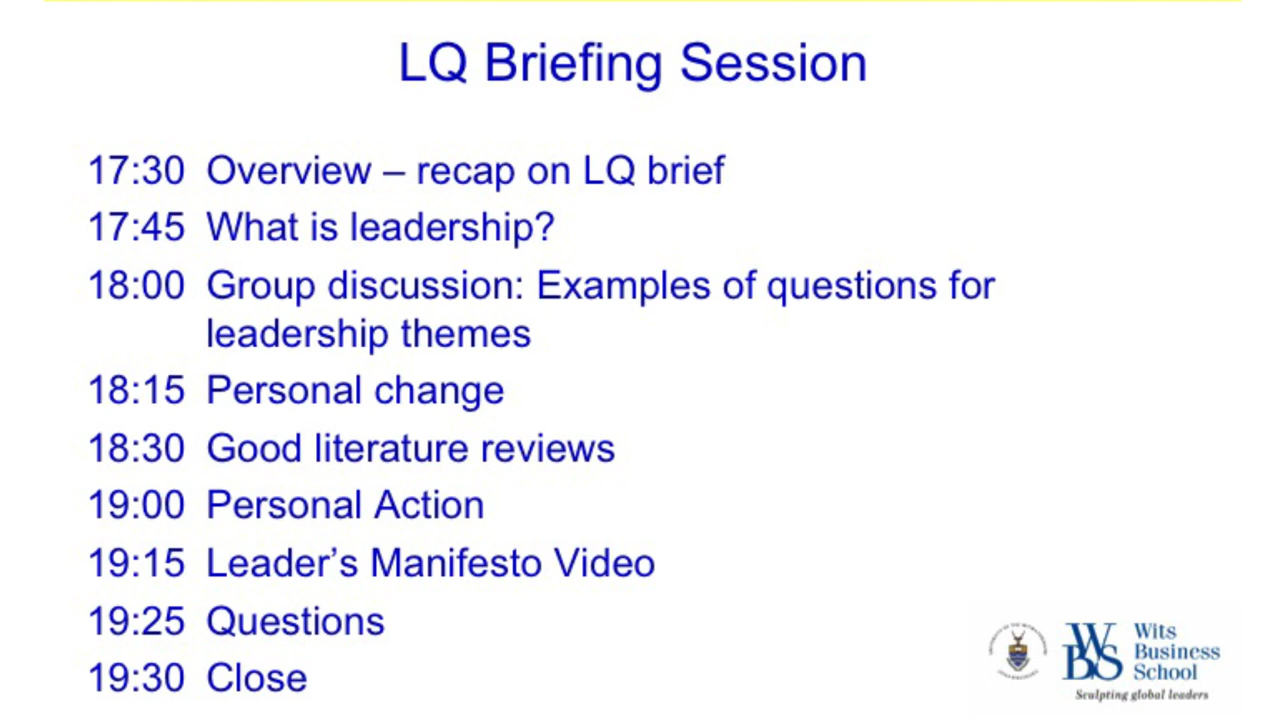 LQ Briefing Session
17:30 Overview – recap on LQ brief
17:45 What is leadership?
18:00 Group discussion: Examples of questions for
leadership themes
18:15 Personal change
18:30 Good literature reviews
19:00 Personal Action
19:15 Leader’s Manifesto Video
19:25 Questions
19:30 Close
WBS
Wits
Business
School
Sculpting global leaders